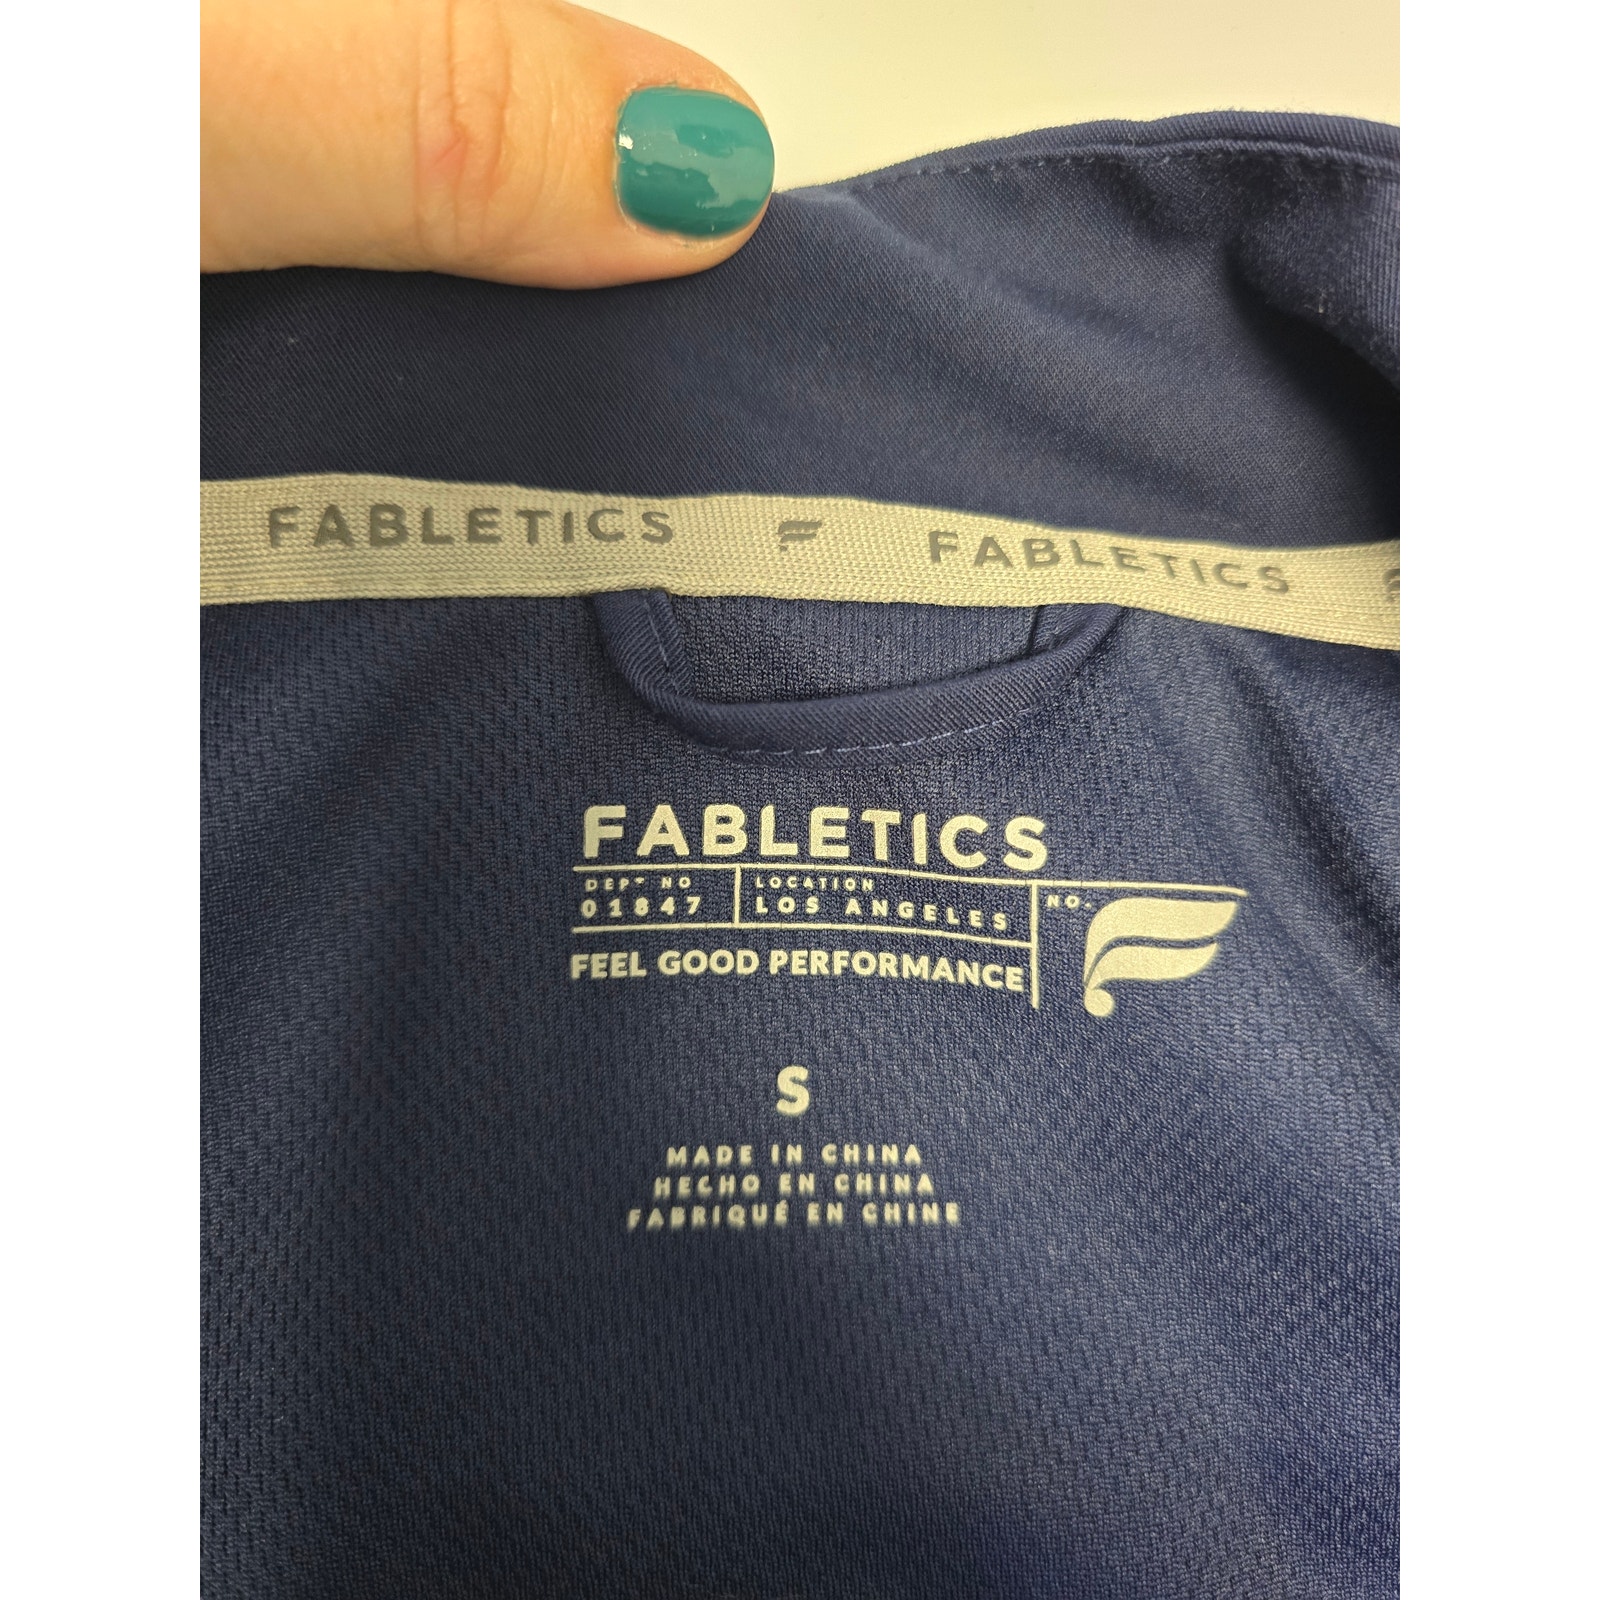 FABLETICS FABLETICS
FABLETICS
DEPT NO LOCATION NO.
01847 LOS ANGELES
FEEL GOOD PERFORMANCE
S
MADE IN CHINA
HECHO EN CHINA
FABRIQUÉ EN CHINE